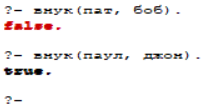 ?- внук(пат, боб).
false.
?- внук(паул, джон).
true.
?-